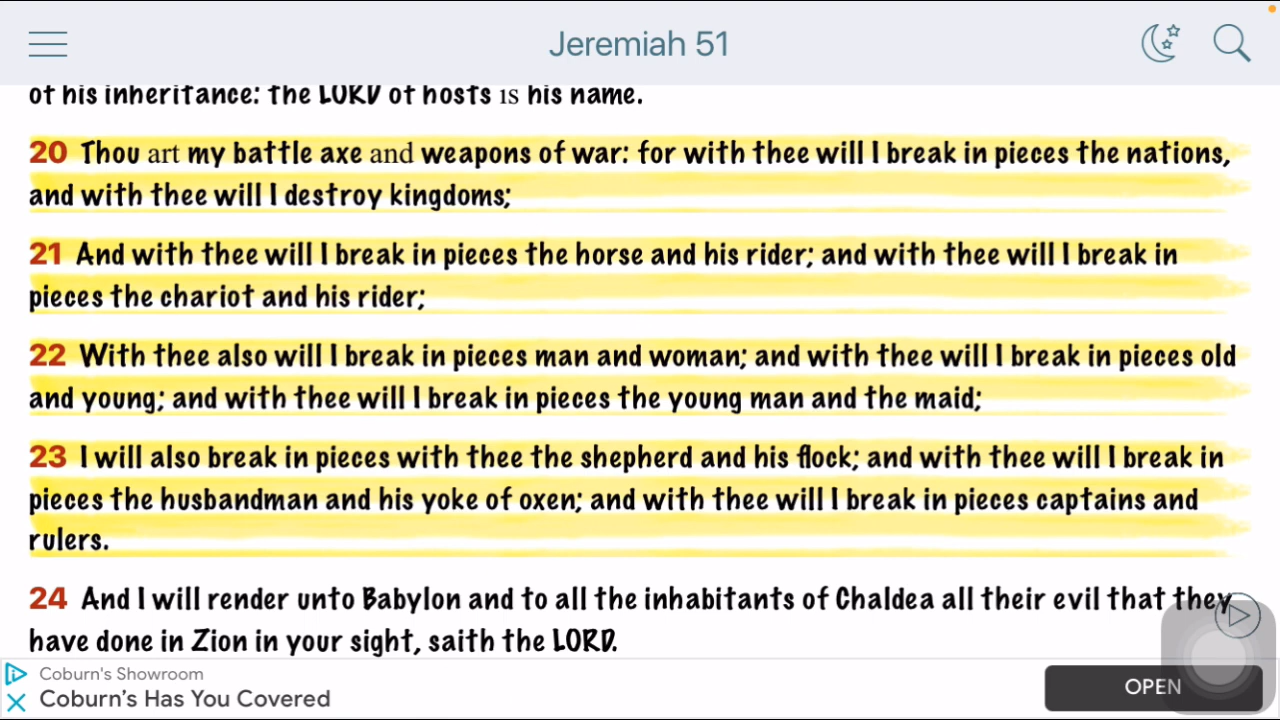 Jeremiah 51
of his inheritance: the LORD of hosts is his name.
20 Thou art my battle axe and weapons of war: for with thee will I break in pieces the nations,
and with thee will I destroy kingdoms;
21 And with thee will I break in pieces the horse and his rider; and with thee will I break in
pieces the chariot and his rider;
22 With thee also will I break in pieces man and woman; and with thee will I break in pieces old
and young; and with thee will I break in pieces the young man and the maid;
23 I will also break in pieces with thee the shepherd and his flock; and with thee will I break in
pieces the husbandman and his yoke of oxen; and with thee will I break in pieces captains and
rulers.
24 And I will render unto Babylon and to all the inhabitants of Chaldea all their evil that they
have done in Zion in your sight, saith the LORD.
Coburn's Showroom
Coburn's Has You Covered
OPEN